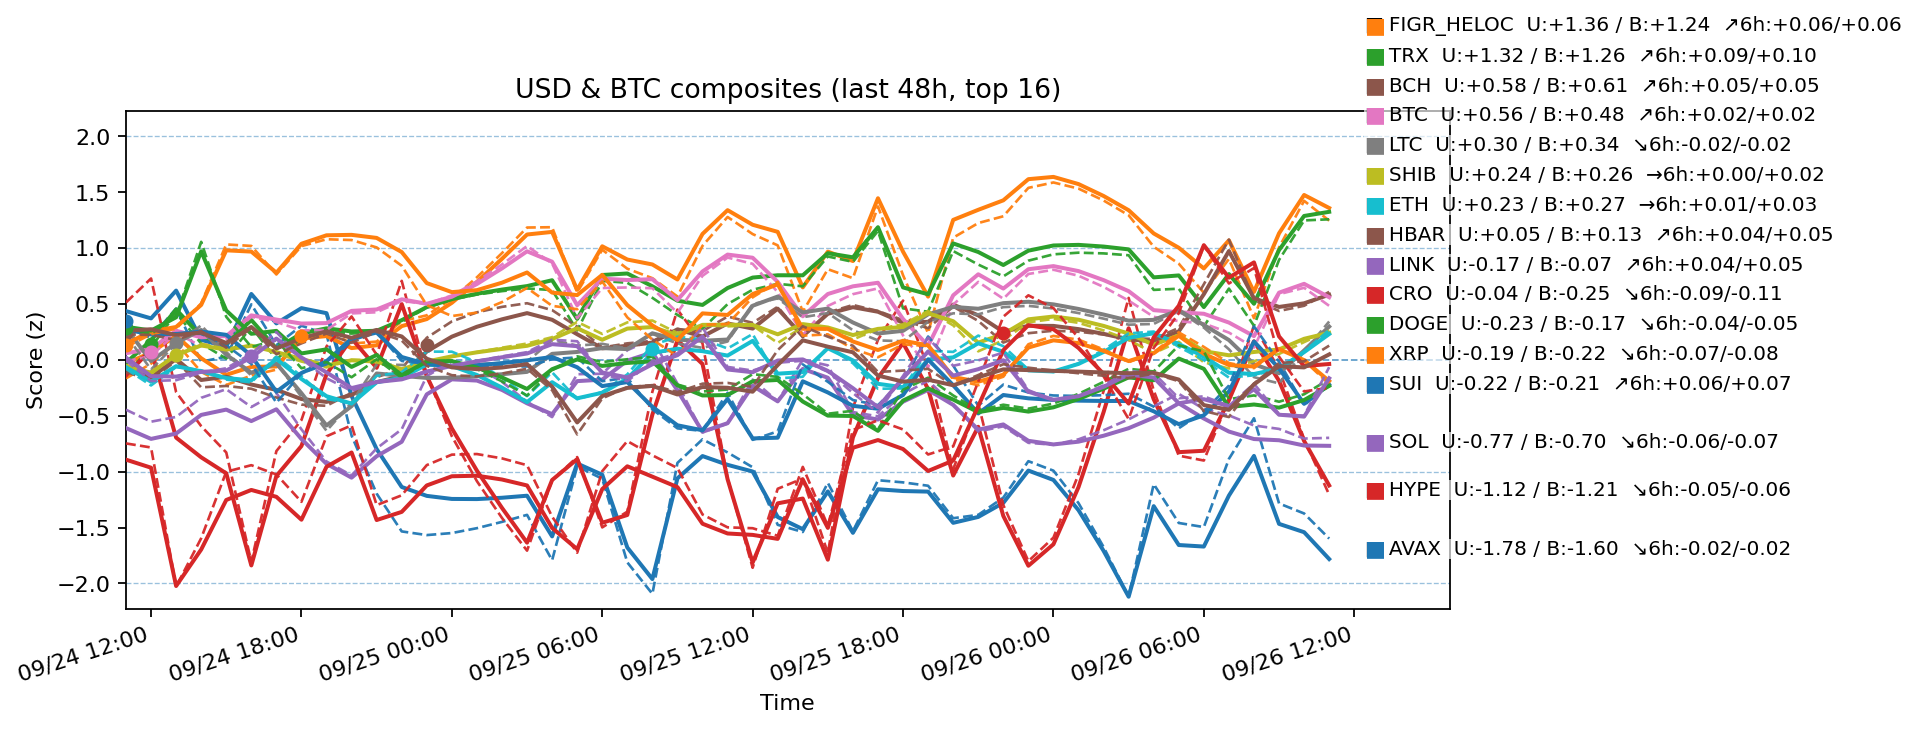 FIGR_HELOC U:+1.36 / B:+1.24 ↗6h:+0.06/+0.06
TRX U:+1.32 / B:+1.26 ↗6h:+0.09/+0.10
USD & BTC composites (last 48h, top 16)
BCH U:+0.58 / B:+0.61 ↗6h:+0.05/+0.05
BTC U:+0.56 / B:+0.48 ↗6h:+0.02/+0.02
LTC U:+0.30 / B:+0.34 ↘6h:-0.02/-0.02
SHIB U:+0.24 / B:+0.26 →6h:+0.00/+0.02
ETH U:+0.23 / B:+0.27 →6h:+0.01/+0.03
HBAR U:+0.05 / B:+0.13 ↗6h:+0.04/+0.05
LINK U:-0.17 / B:-0.07 ↗6h:+0.04/+0.05
CRO U:-0.04 / B:-0.25 ↘6h:-0.09/-0.11
DOGE U:-0.23 / B:-0.17 ↘6h:-0.04/-0.05
XRP U:-0.19 / B:-0.22 ↘6h:-0.07/-0.08
SUI U:-0.22 / B:-0.21 ↗6h:+0.06/+0.07
SOL U:-0.77 / B:-0.70 ↘6h:-0.06/-0.07
HYPE U:-1.12 / B:-1.21 ↘6h:-0.05/-0.06
AVAX U:-1.78 / B:-1.60 ↘6h:-0.02/-0.02
Score (z)
2.0
1.5
1.0
0.5
0.0
−0.5
−1.0
−1.5
−2.0
09/24 12:00
09/24 18:00
09/25 00:00
09/25 06:00
09/25 12:00
09/25 18:00
09/26 00:00
09/26 06:00
09/26 12:00
Time